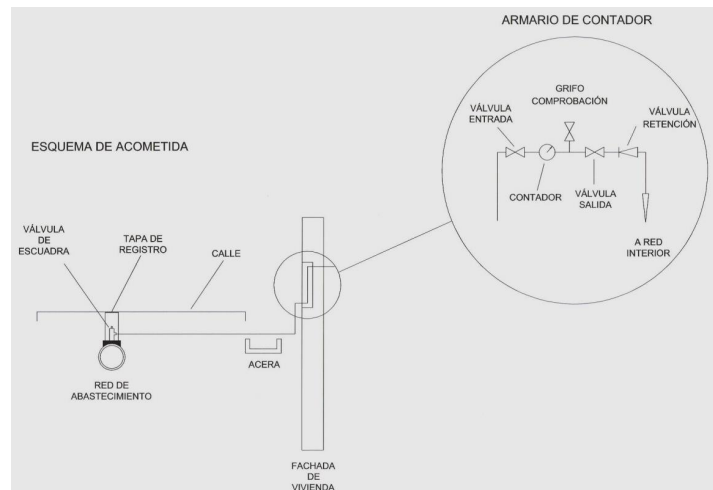 ARMARIO DE CONTADOR
GRIFO
COMPROBACIÓN
VÁLVULA
ENTRADA
VÁLVULA
RETENCIÓN
CONTADOR
VÁLVULA
SALIDA
A RED
INTERIOR
ESQUEMA DE ACOMETIDA
VÁLVULA
DE
ESCUADRA
TAPA DE
REGISTRO
CALLE
ACERA
RED DE
ABASTECIMIENTO
FACHADA
DE
VIVIENDA